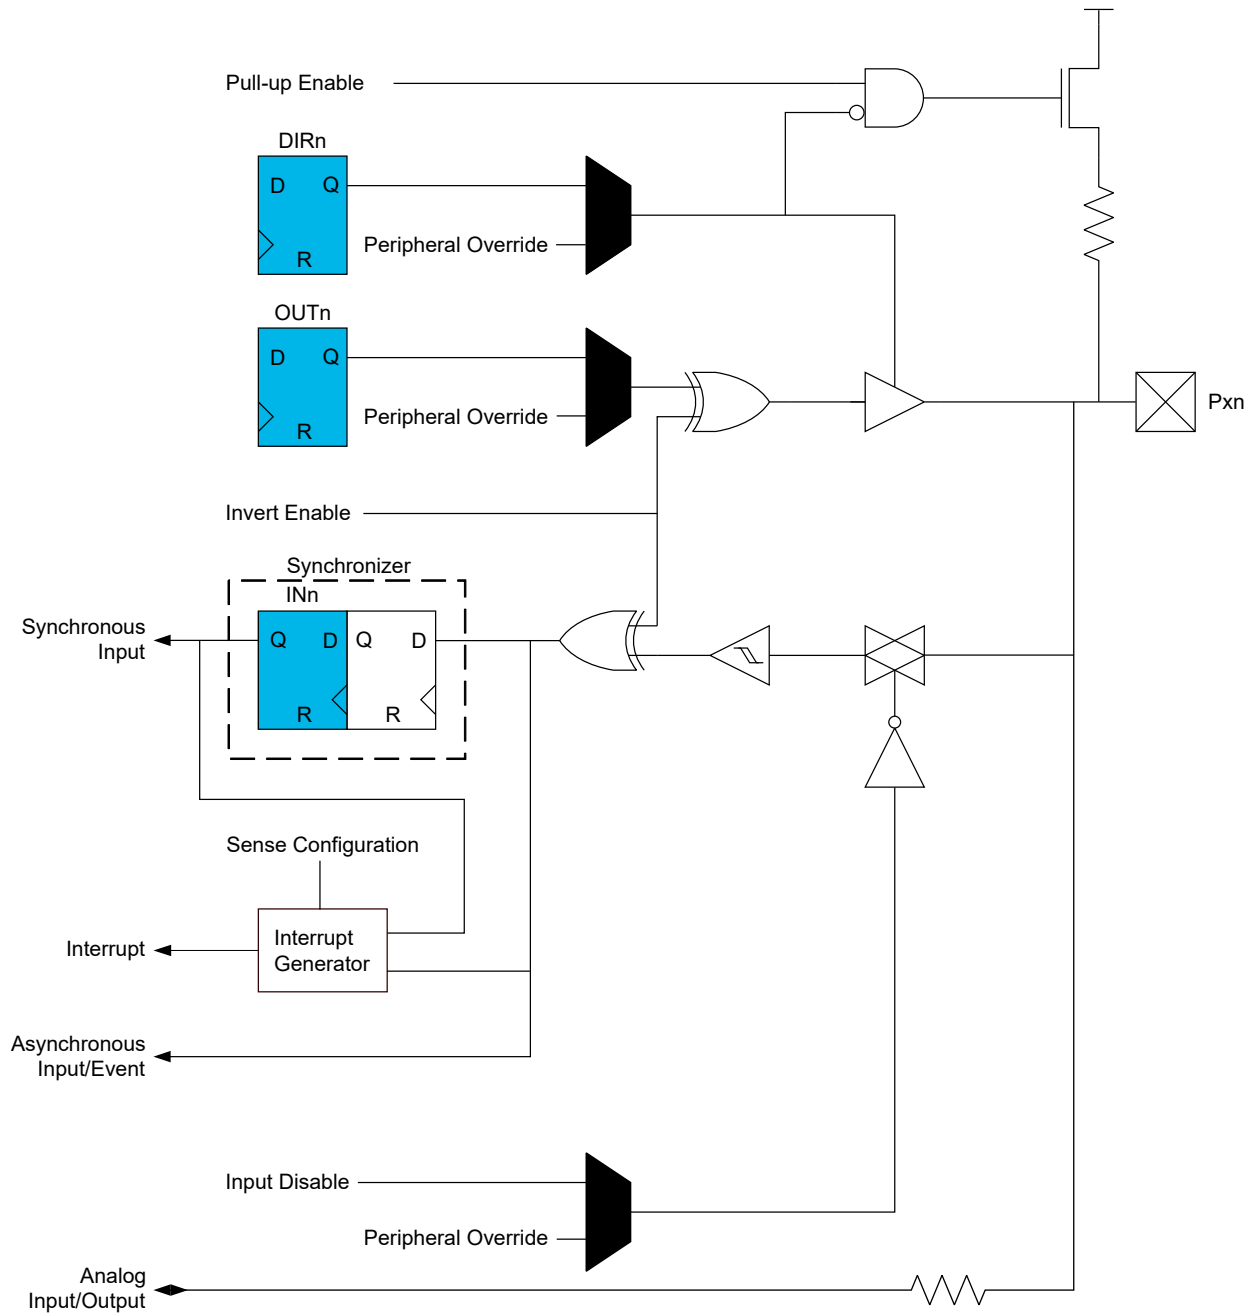 Pull-up Enable
DIRn
D Q
Peripheral Override
R
OUTn
D Q
Pxn
Peripheral Override
R
Invert Enable
Synchronizer
INn
Synchronous
Input
Q D Q D
R R
Sense Configuration
Interrupt
Interrupt
Generator
Asynchronous
Input/Event
Input Disable
Peripheral Override
Analog
Input/Output